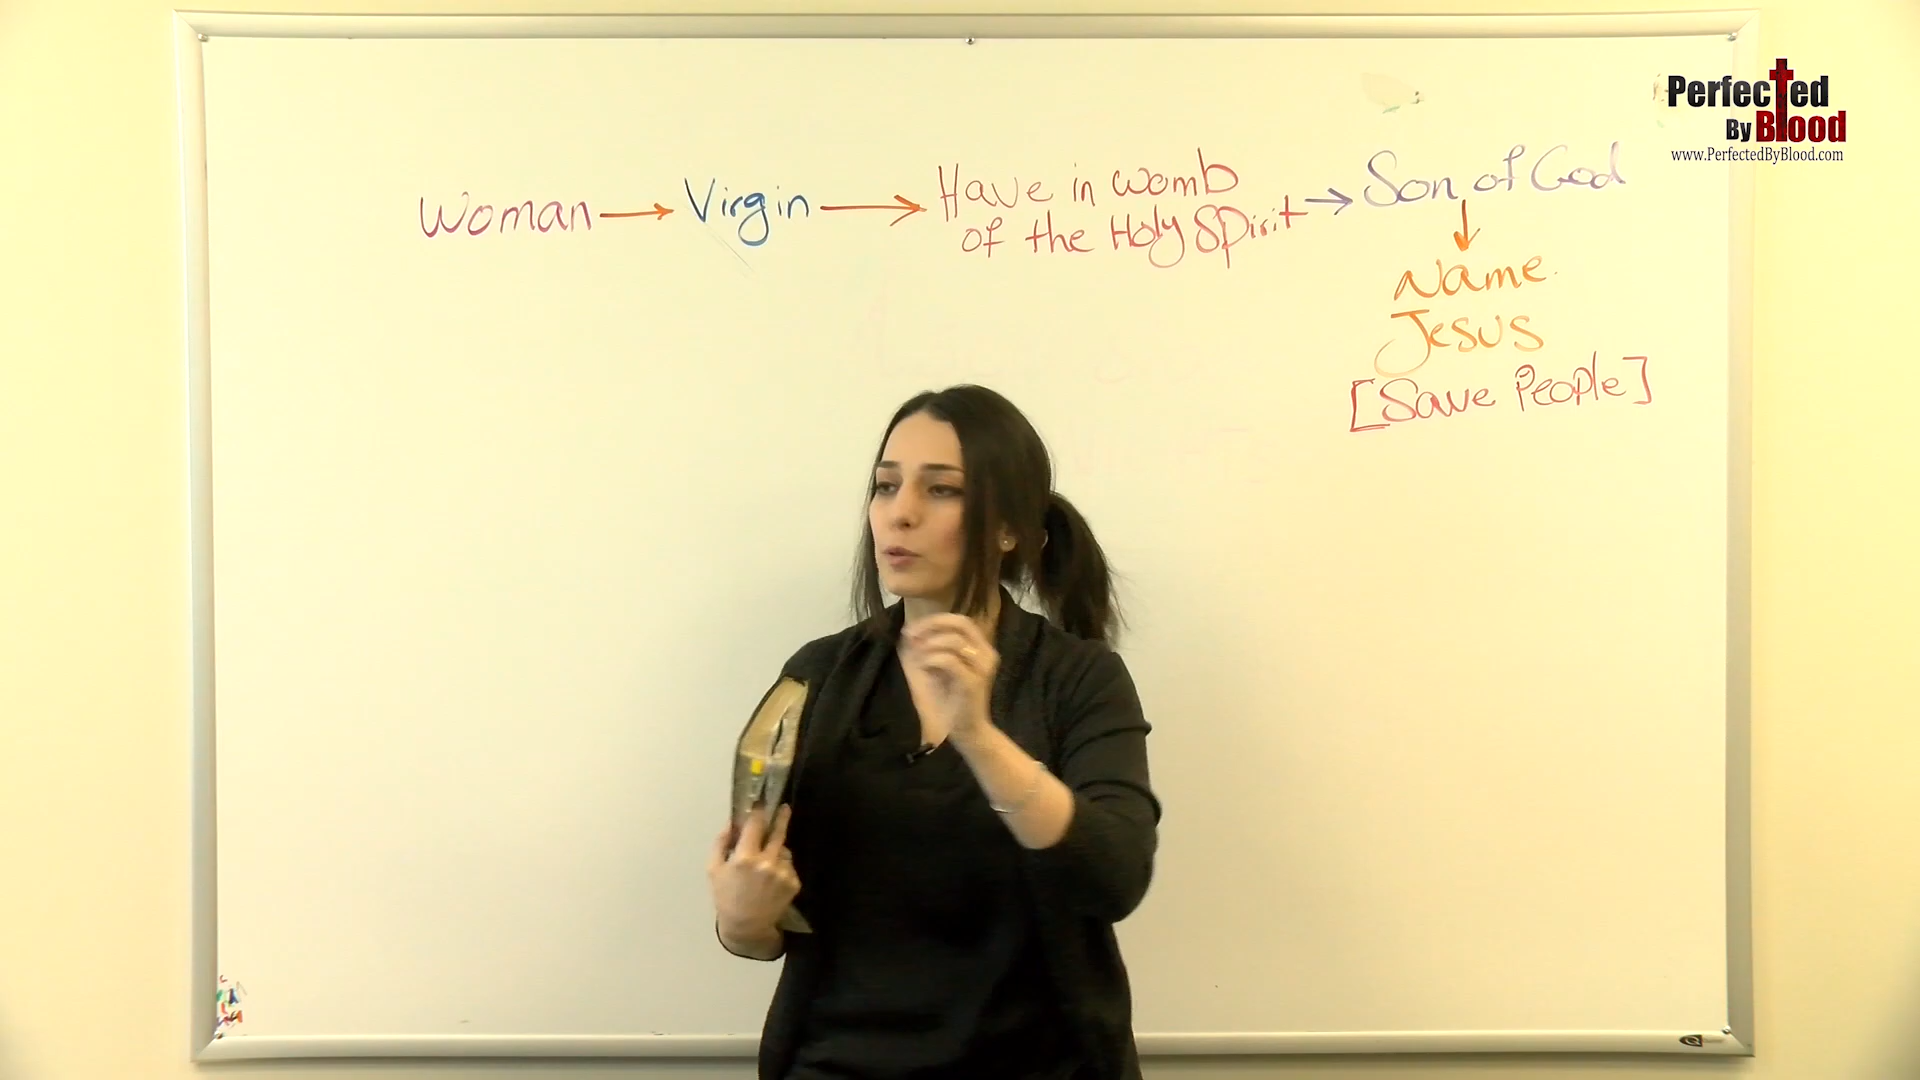 Perfected
By Blood
www.PerfectedByBlood.com
Woman → Virgin → Have in womb
of the Holy Spirit → Son of God
↓
Name
Jesus
[Save People]